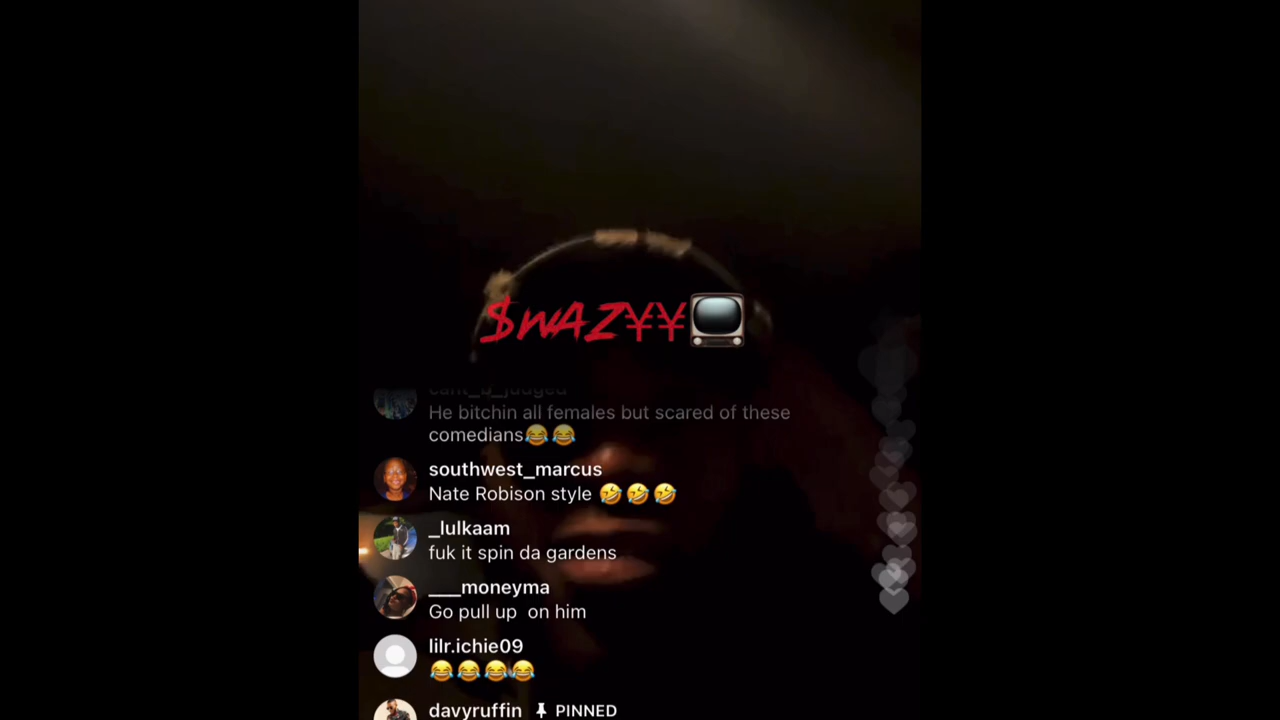 $WAZ¥¥📺
cant_b_judged
He bitchin all females but scared of these
comedians😂😂
southwest_marcus
Nate Robison style 🤣🤣🤣
_lulkaam
fuk it spin da gardens
___moneyma
Go pull up  on him
lilr.ichie09
😂😂😂😂
davyruffin 📌 PINNED